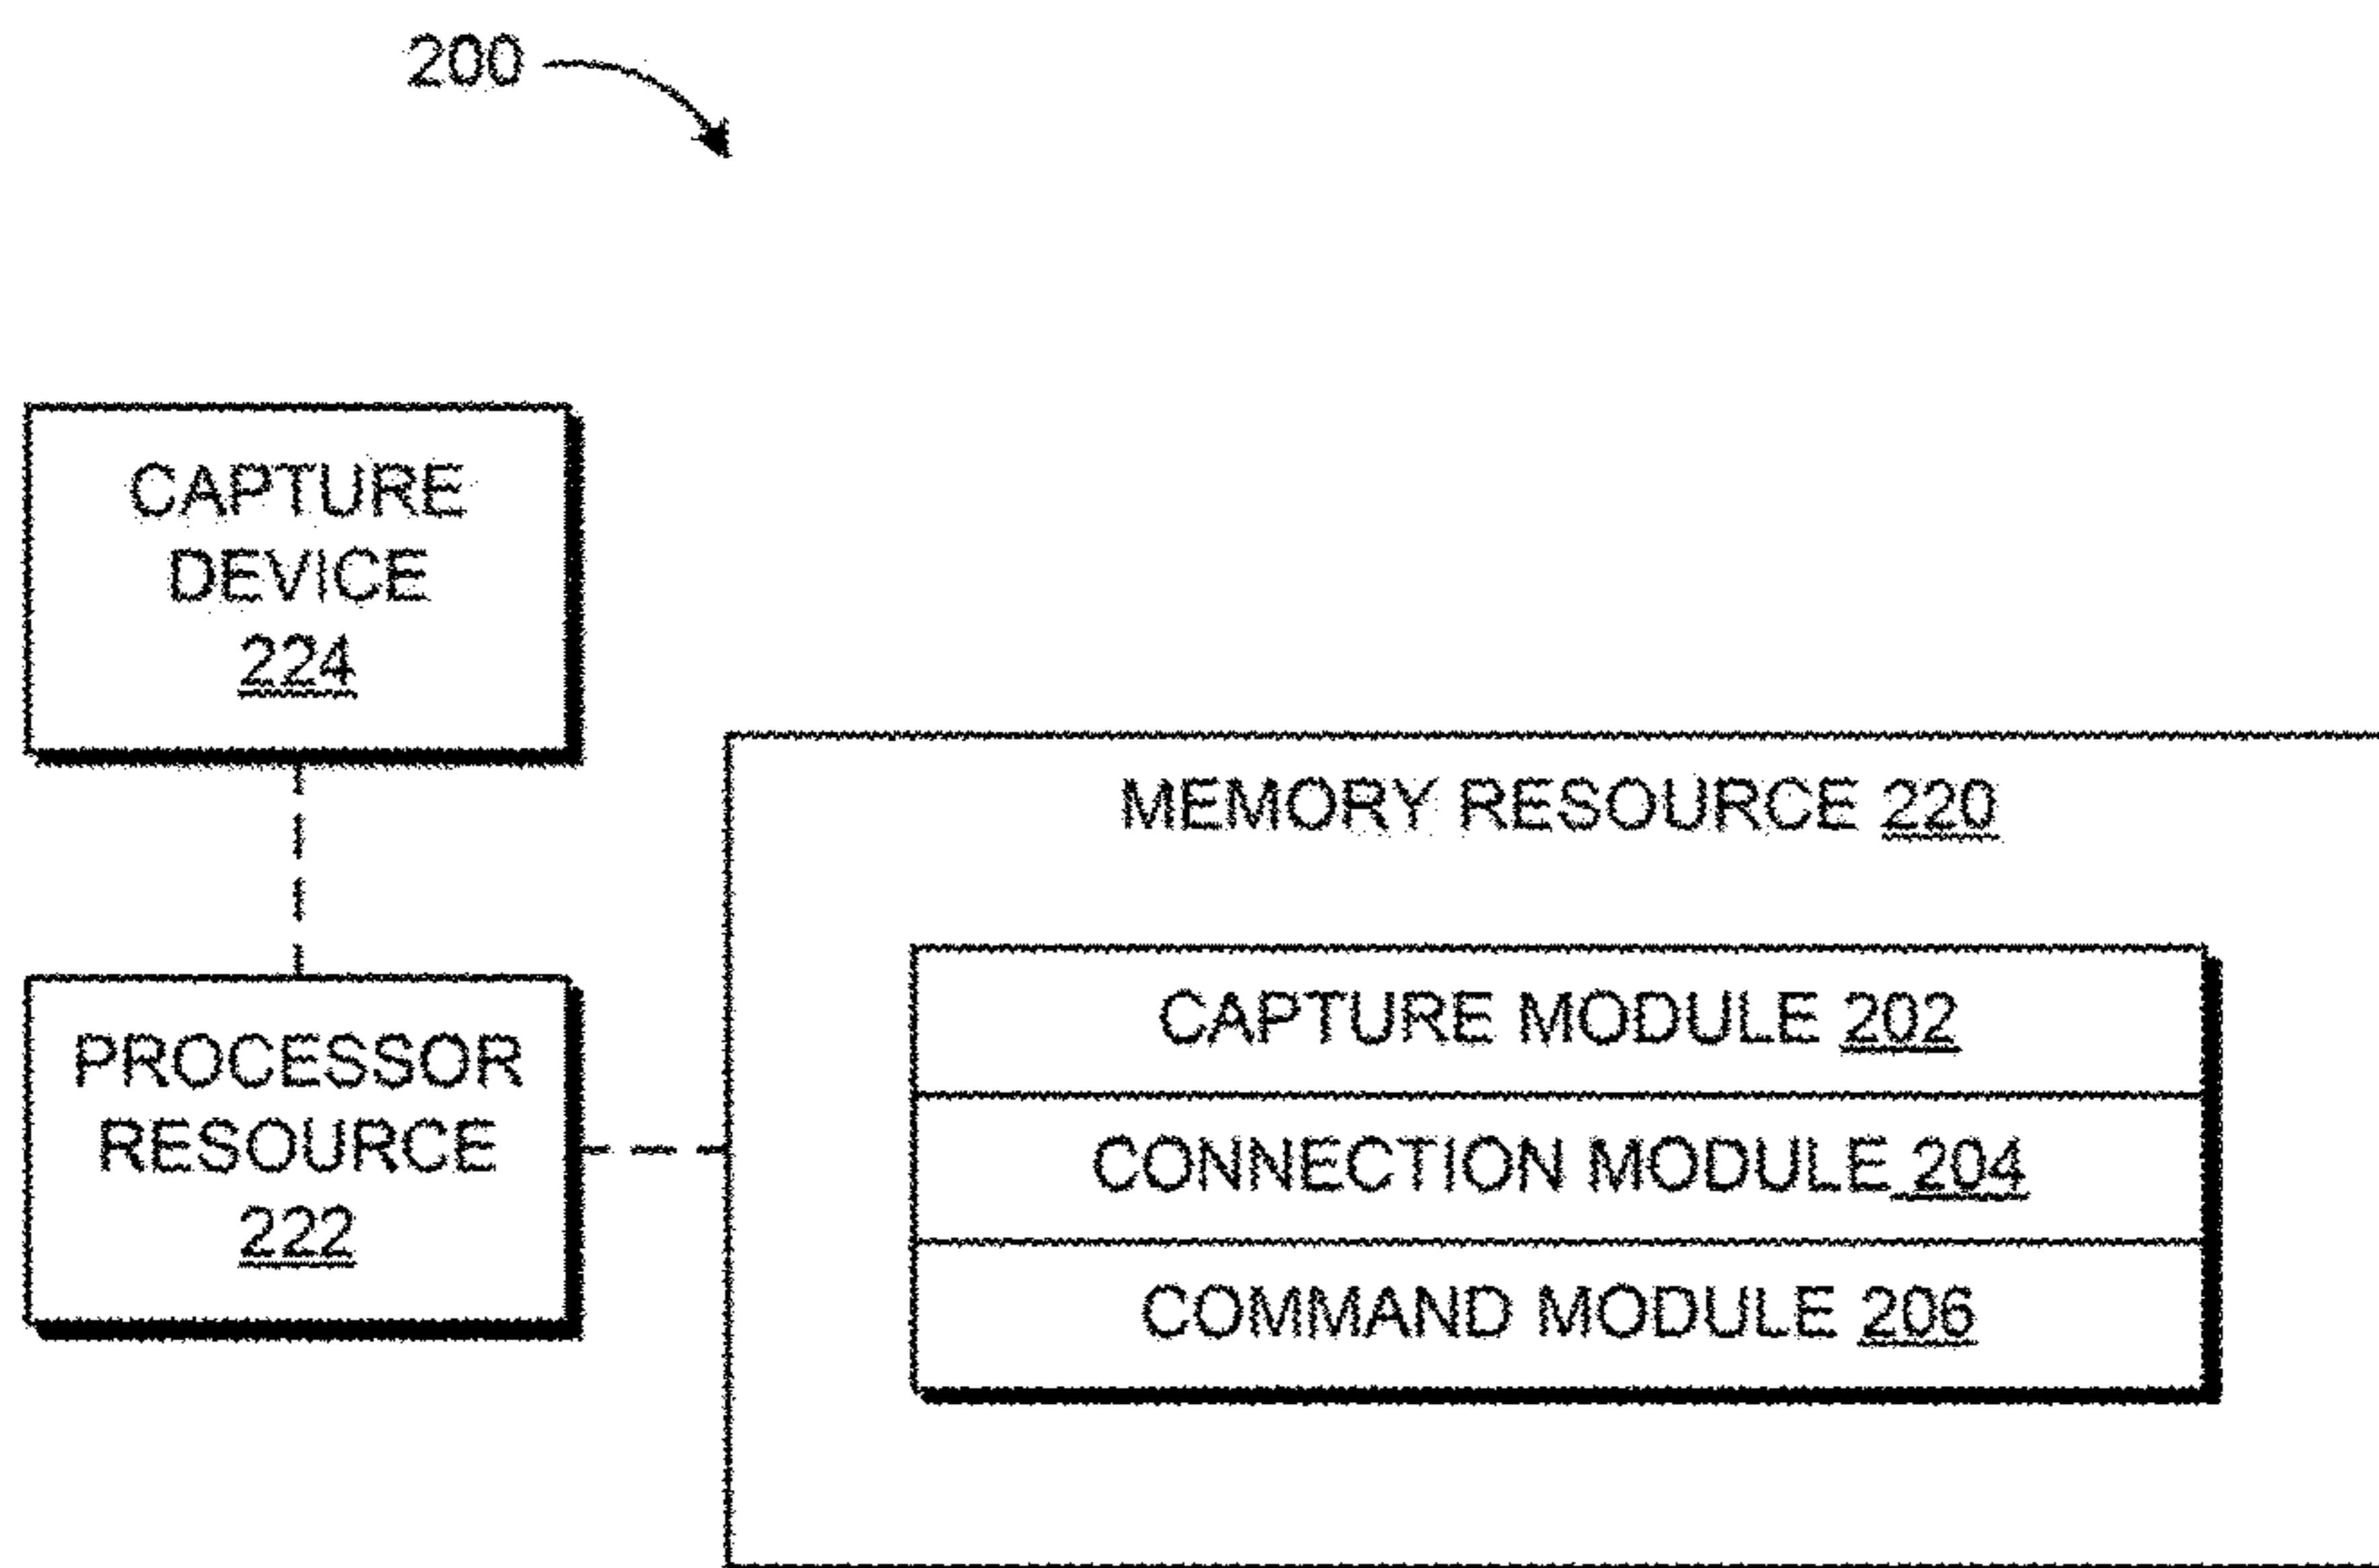 200
CAPTURE
DEVICE
224
PROCESSOR
RESOURCE
222
MEMORY RESOURCE 220
CAPTURE MODULE 202
CONNECTION MODULE 204
COMMAND MODULE 206